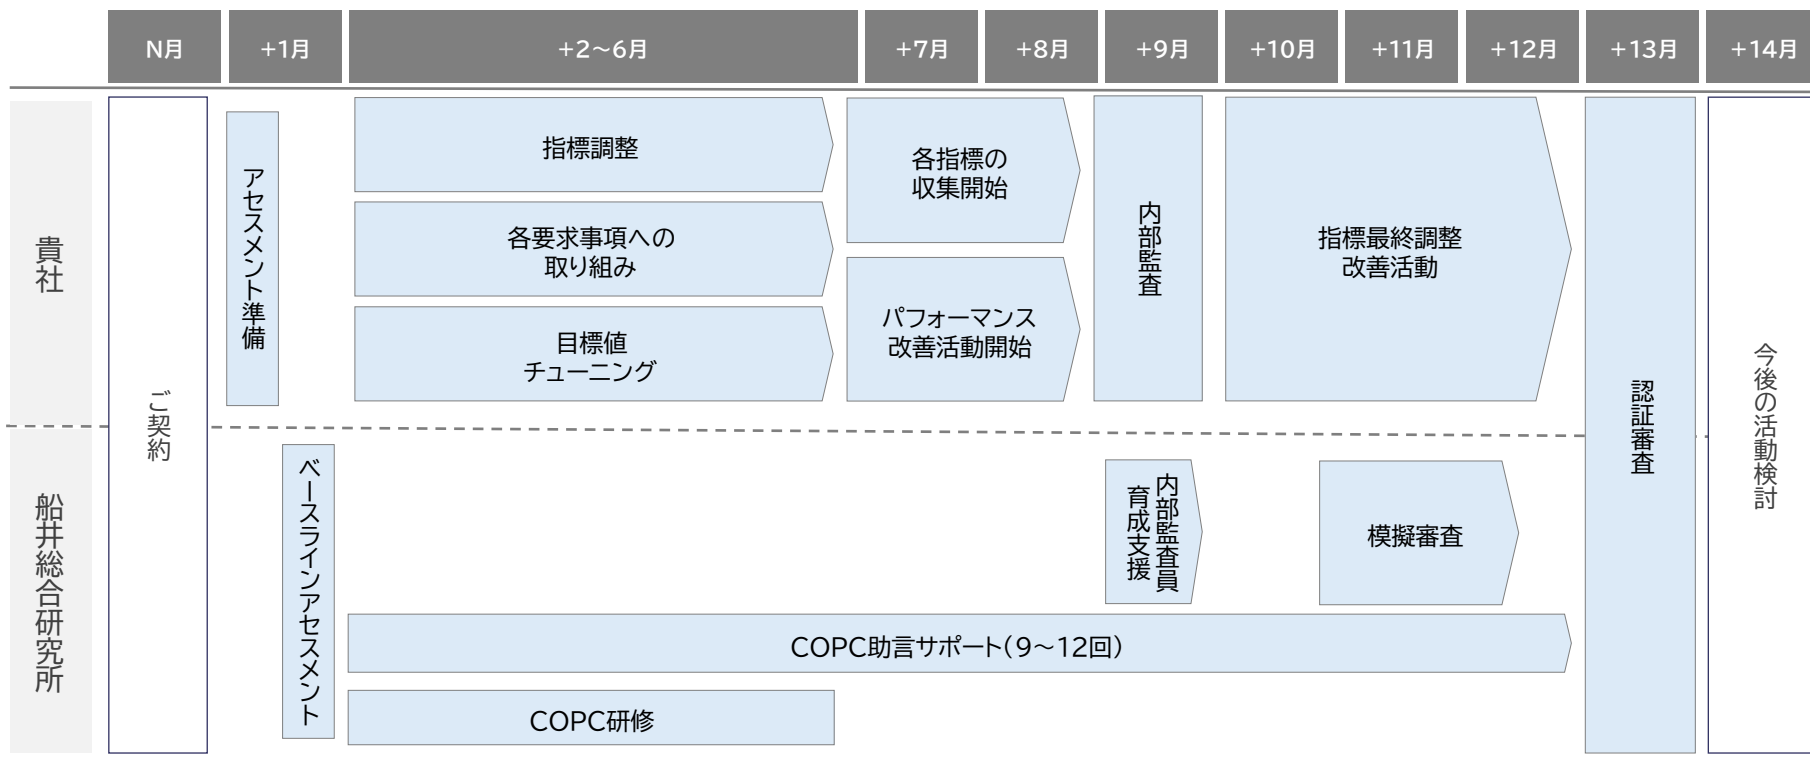 N月
+1月
+2～6月
+7月
+8月
+9月
+10月
+11月
+12月
+13月
+14月
貴社
ご契約
アセスメント準備
指標調整
各要求事項への
取り組み
目標値
チューニング
各指標の
収集開始
パフォーマンス
改善活動開始
内部監査
指標最終調整
改善活動
認証審査
今後の活動検討
船井総合研究所
ベースラインアセスメント
内部監査員
育成支援
模擬審査
COPC助言サポート（9～12回）
COPC研修